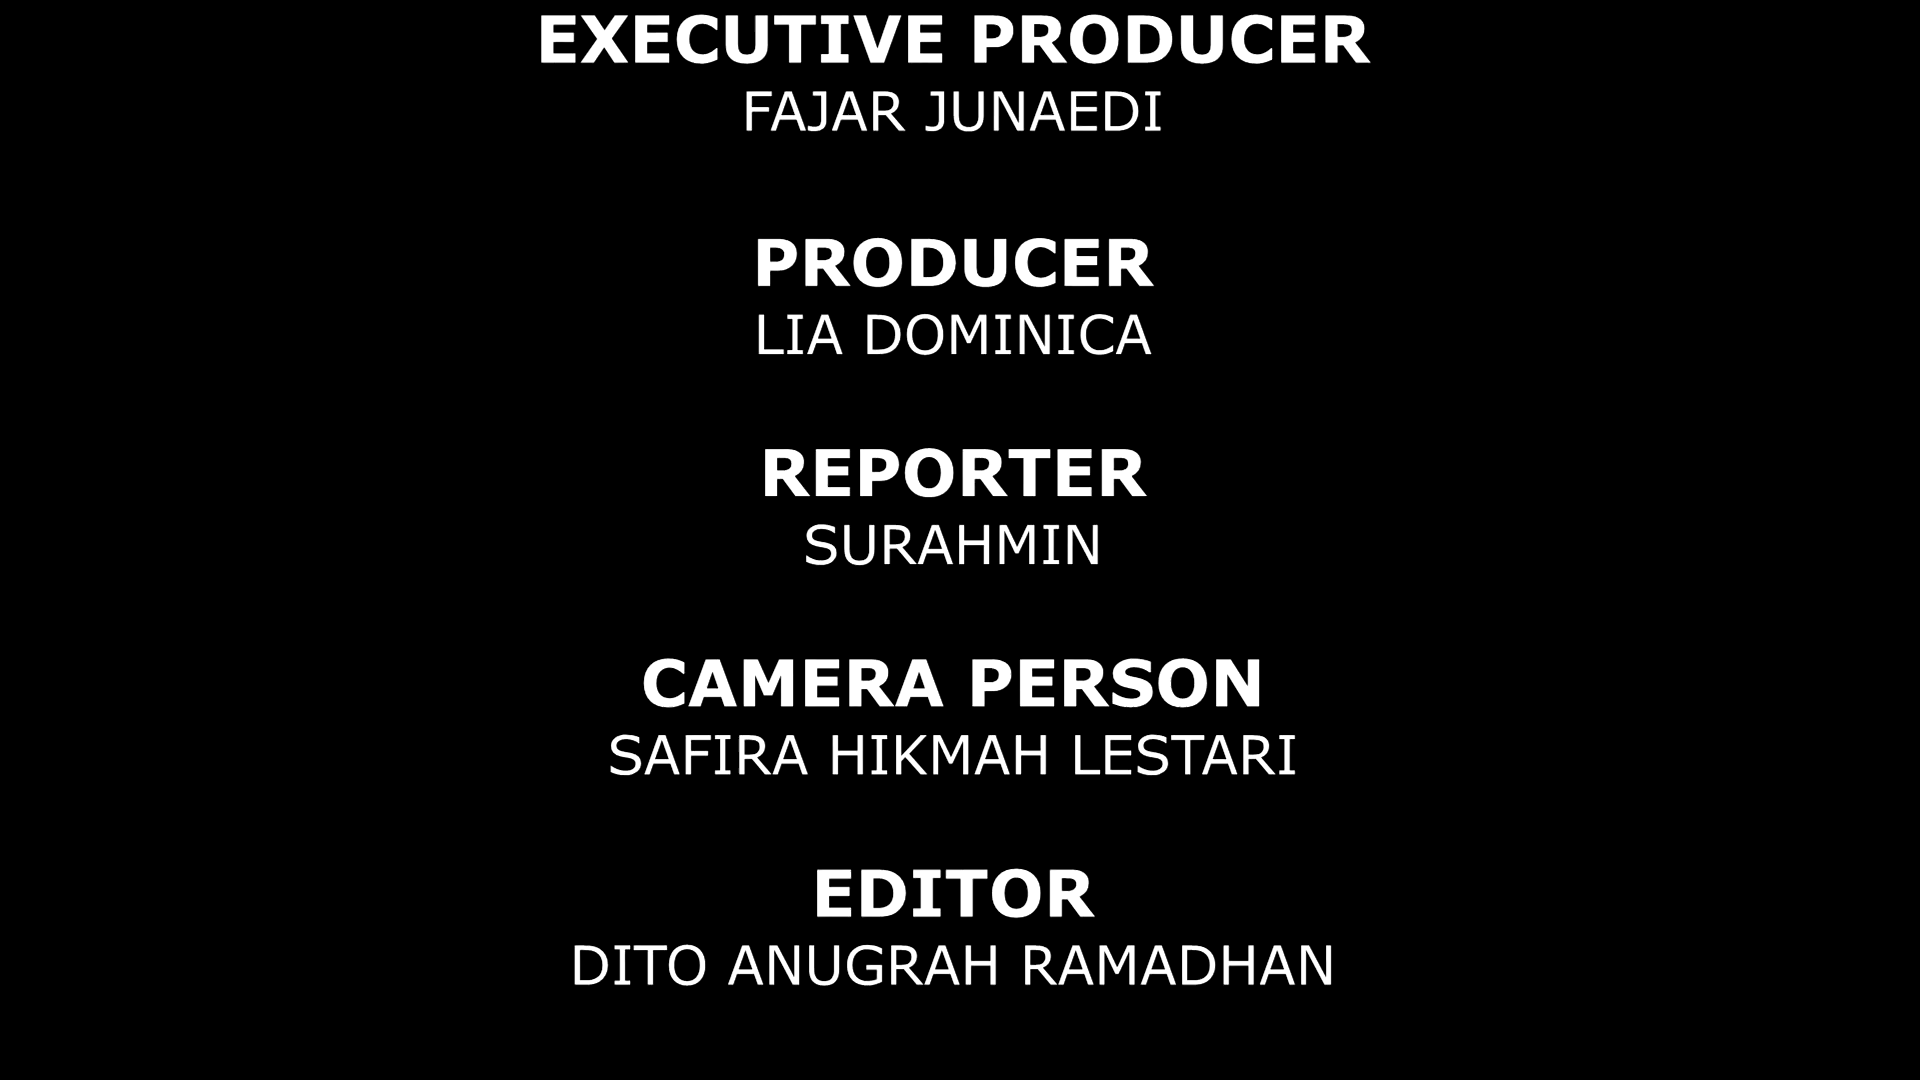 EXECUTIVE PRODUCER
FAJAR JUNAEDI
PRODUCER
LIA DOMINICA
REPORTER
SURAHMIN
CAMERA PERSON
SAFIRA HIKMAH LESTARI
EDITOR
DITO ANUGRAH RAMADHAN